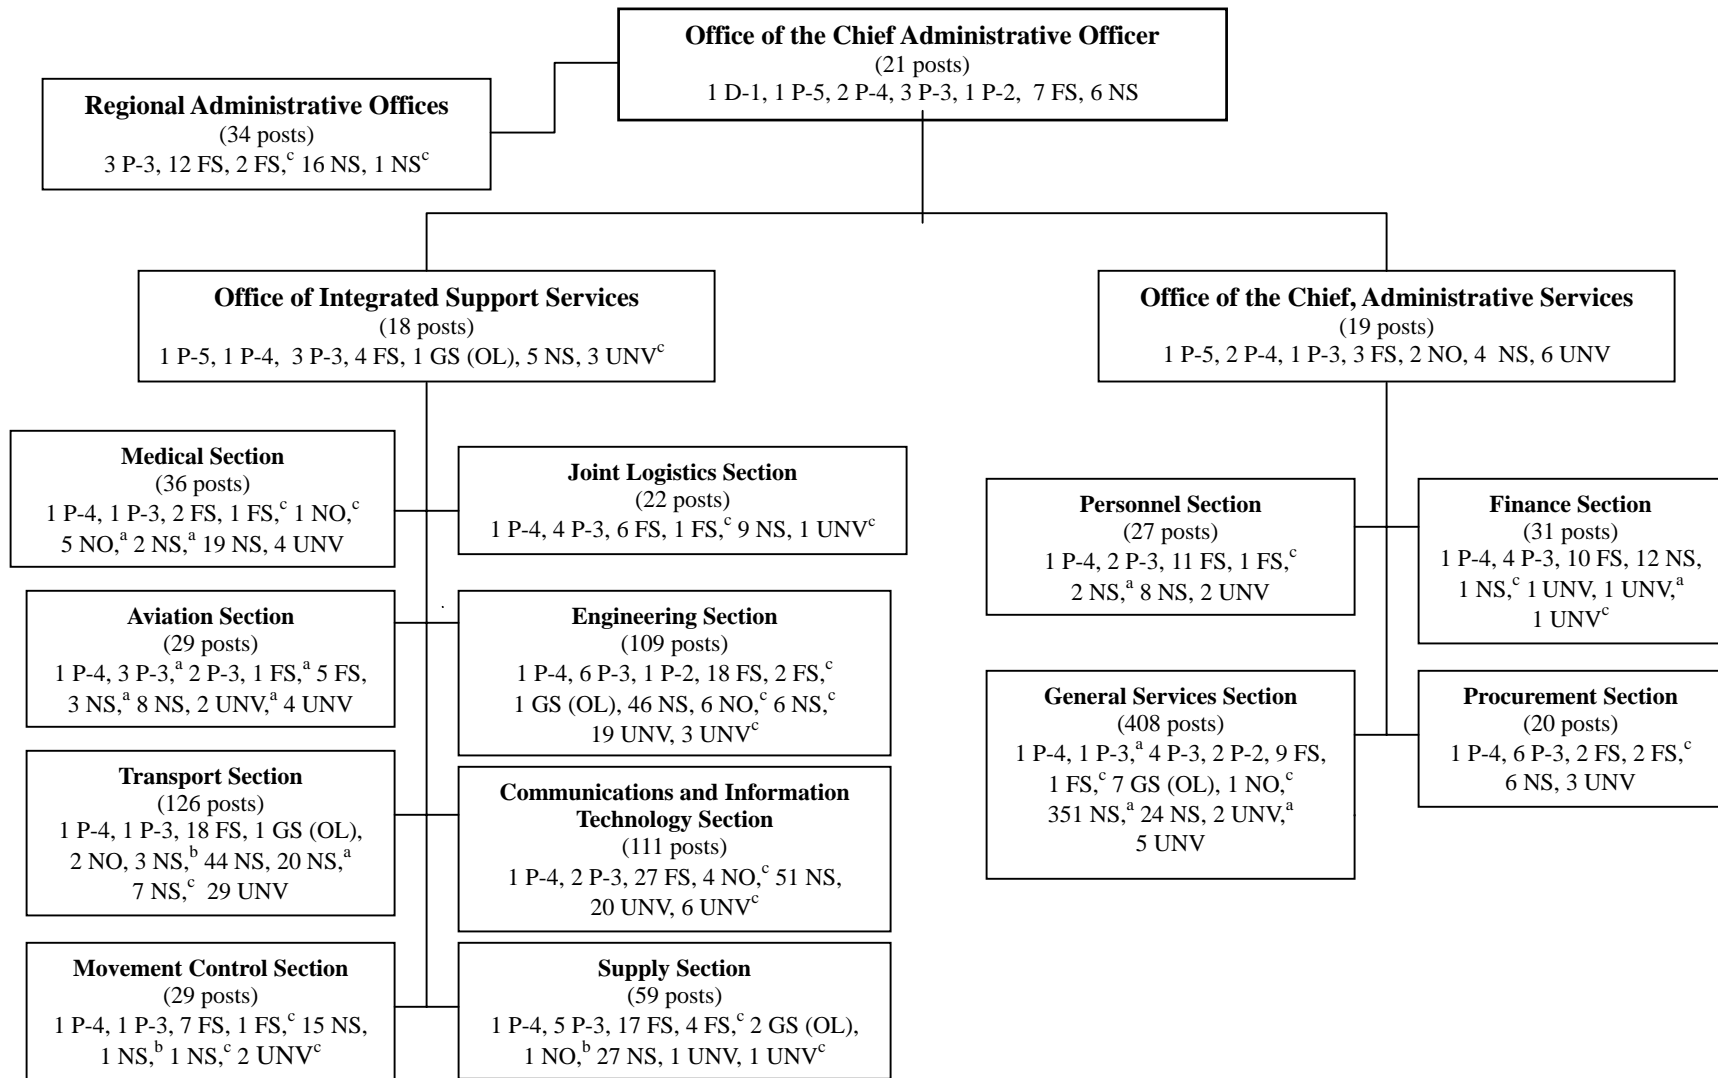 Office of the Chief Administrative Officer
(21 posts)
1 D-1, 1 P-5, 2 P-4, 3 P-3, 1 P-2, 7 FS, 6 NS
Regional Administrative Offices
(34 posts)
3 P-3, 12 FS, 2 FS,c 16 NS, 1 NSc
Office of Integrated Support Services
(18 posts)
1 P-5, 1 P-4, 3 P-3, 4 FS, 1 GS (OL), 5 NS, 3 UNVc
Office of the Chief, Administrative Services
(19 posts)
1 P-5, 2 P-4, 1 P-3, 3 FS, 2 NO, 4 NS, 6 UNV
Medical Section
(36 posts)
1 P-4, 1 P-3, 2 FS, 1 FS,c 1 NO,c
5 NO,a 2 NS,a 19 NS, 4 UNV
Joint Logistics Section
(22 posts)
1 P-4, 4 P-3, 6 FS, 1 FS,c 9 NS, 1 UNVc
Personnel Section
(27 posts)
1 P-4, 2 P-3, 11 FS, 1 FS,c
2 NS,a 8 NS, 2 UNV
Finance Section
(31 posts)
1 P-4, 4 P-3, 10 FS, 12 NS,
1 NS,c 1 UNV, 1 UNV,a
1 UNVc
Aviation Section
(29 posts)
1 P-4, 3 P-3,a 2 P-3, 1 FS,a 5 FS,
3 NS,a 8 NS, 2 UNV,a 4 UNV
Engineering Section
(109 posts)
1 P-4, 6 P-3, 1 P-2, 18 FS, 2 FS,c
1 GS (OL), 46 NS, 6 NO,c 6 NS,c
19 UNV, 3 UNVc
General Services Section
(408 posts)
1 P-4, 1 P-3,a 4 P-3, 2 P-2, 9 FS,
1 FS,c 7 GS (OL), 1 NO,c
351 NS,a 24 NS, 2 UNV,a
5 UNV
Procurement Section
(20 posts)
1 P-4, 6 P-3, 2 FS, 2 FS,c
6 NS, 3 UNV
Transport Section
(126 posts)
1 P-4, 1 P-3, 18 FS, 1 GS (OL),
2 NO, 3 NS,b 44 NS, 20 NS,a
7 NS,c 29 UNV
Communications and Information
Technology Section
(111 posts)
1 P-4, 2 P-3, 27 FS, 4 NO,c 51 NS,
20 UNV, 6 UNVc
Movement Control Section
(29 posts)
1 P-4, 1 P-3, 7 FS, 1 FS,c 15 NS,
1 NS,b 1 NS,c 2 UNVc
Supply Section
(59 posts)
1 P-4, 5 P-3, 17 FS, 4 FS,c 2 GS (OL),
1 NO,b 27 NS, 1 UNV, 1 UNVc